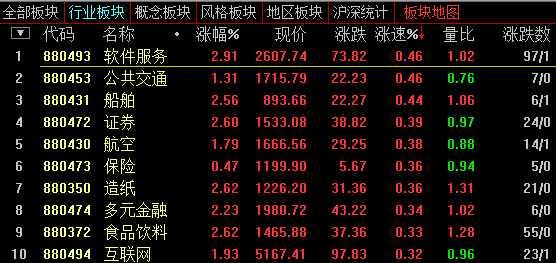 全部板块 行业板块 概念板块 风格板块 地区板块 沪深统计 板块地图
▼ 代码 名称 • 涨幅% 现价 涨跌 涨速%↓ 量比 涨跌数
1 880493 软件服务 2.91 2607.74 73.82 0.46 1.02 97/1
2 880453 公共交通 1.31 1715.79 22.23 0.46 0.76 7/0
3 880431 船舶 2.56 893.66 22.27 0.44 1.06 6/1
4 880472 证券 2.60 1533.08 38.82 0.39 0.97 24/0
5 880430 航空 1.79 1666.56 29.25 0.38 0.88 14/1
6 880473 保险 0.47 1199.90 5.67 0.36 0.94 5/0
7 880350 造纸 2.62 1226.20 31.36 0.36 1.31 21/0
8 880474 多元金融 2.23 1980.72 43.22 0.34 1.02 6/0
9 880372 食品饮料 2.62 1465.88 37.36 0.33 1.28 55/0
10 880494 互联网 1.93 5167.41 97.83 0.32 0.96 23/1